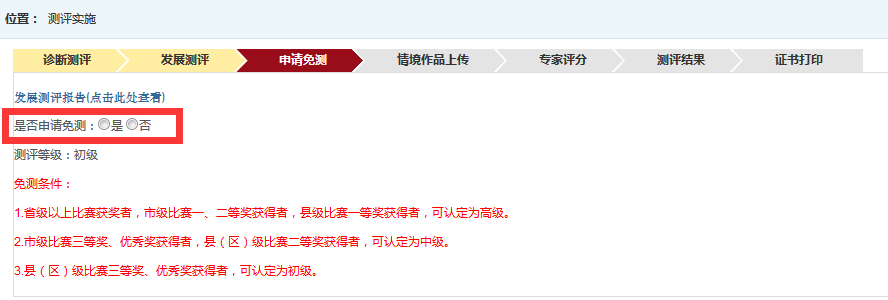 位置： 测评实施
诊断测评 发展测评 申请免测 情境作品上传 专家评分 测评结果 证书打印
发展测评报告(点击此处查看)
是否申请免测：是否
测评等级：初级
免测条件：
1.省级以上比赛获奖者，市级比赛一、二等奖获得者，县级比赛一等奖获得者，可认定为高级。
2.市级比赛三等奖、优秀奖获得者，县（区）级比赛二等奖获得者，可认定为中级。
3.县（区）级比赛三等奖、优秀奖获得者，可认定为初级。